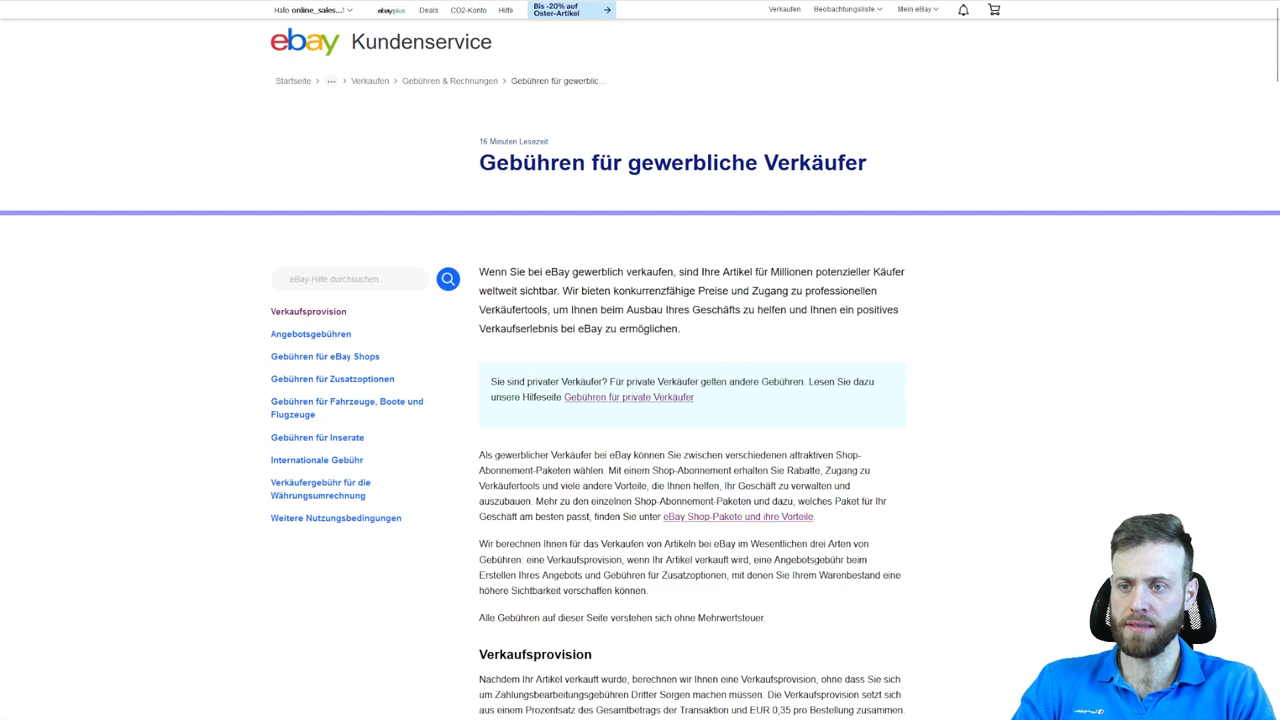 Hallo online_sales...!
ebayplus
Deals
CO2-Konto
Hilfe
Bis -20% auf
Oster-Artikel
Verkaufen
Beobachtungsliste
Mein eBay
ebay Kundenservice
Startseite > ... > Verkaufen > Gebühren & Rechnungen > Gebühren für gewerblic...
16 Minuten Lesezeit
Gebühren für gewerbliche Verkäufer
eBay-Hilfe durchsuchen...
Verkaufsprovision
Angebotsgebühren
Gebühren für eBay Shops
Gebühren für Zusatzoptionen
Gebühren für Fahrzeuge, Boote und
Flugzeuge
Gebühren für Inserate
Internationale Gebühr
Verkäufergebühr für die
Währungsumrechnung
Weitere Nutzungsbedingungen
Wenn Sie bei eBay gewerblich verkaufen, sind Ihre Artikel für Millionen potenzieller Käufer
weltweit sichtbar. Wir bieten konkurrenzfähige Preise und Zugang zu professionellen
Verkäufertools, um Ihnen beim Ausbau Ihres Geschäfts zu helfen und Ihnen ein positives
Verkaufserlebnis bei eBay zu ermöglichen.
Sie sind privater Verkäufer? Für private Verkäufer gelten andere Gebühren. Lesen Sie dazu
unsere Hilfeseite Gebühren für private Verkäufer
Als gewerblicher Verkäufer bei eBay können Sie zwischen verschiedenen attraktiven Shop-
Abonnement-Paketen wählen. Mit einem Shop-Abonnement erhalten Sie Rabatte, Zugang zu
Verkäufertools und viele andere Vorteile, die Ihnen helfen, Ihr Geschäft zu verwalten und
auszubauen. Mehr zu den einzelnen Shop-Abonnement-Paketen und dazu, welches Paket für Ihr
Geschäft am besten passt, finden Sie unter eBay Shop-Pakete und ihre Vorteile.
Wir berechnen Ihnen für das Verkaufen von Artikeln bei eBay im Wesentlichen drei Arten von
Gebühren: eine Verkaufsprovision, wenn Ihr Artikel verkauft wird, eine Angebotsgebühr beim
Erstellen Ihres Angebots und Gebühren für Zusatzoptionen, mit denen Sie Ihrem Warenbestand eine
höhere Sichtbarkeit verschaffen können.
Alle Gebühren auf dieser Seite verstehen sich ohne Mehrwertsteuer.
Verkaufsprovision
Nachdem Ihr Artikel verkauft wurde, berechnen wir Ihnen eine Verkaufsprovision, ohne dass Sie sich
um Zahlungsbearbeitungsgebühren Dritter Sorgen machen müssen. Die Verkaufsprovision setzt sich
aus einem Prozentsatz des Gesamtbetrags der Transaktion und EUR 0,35 pro Bestellung zusammen.